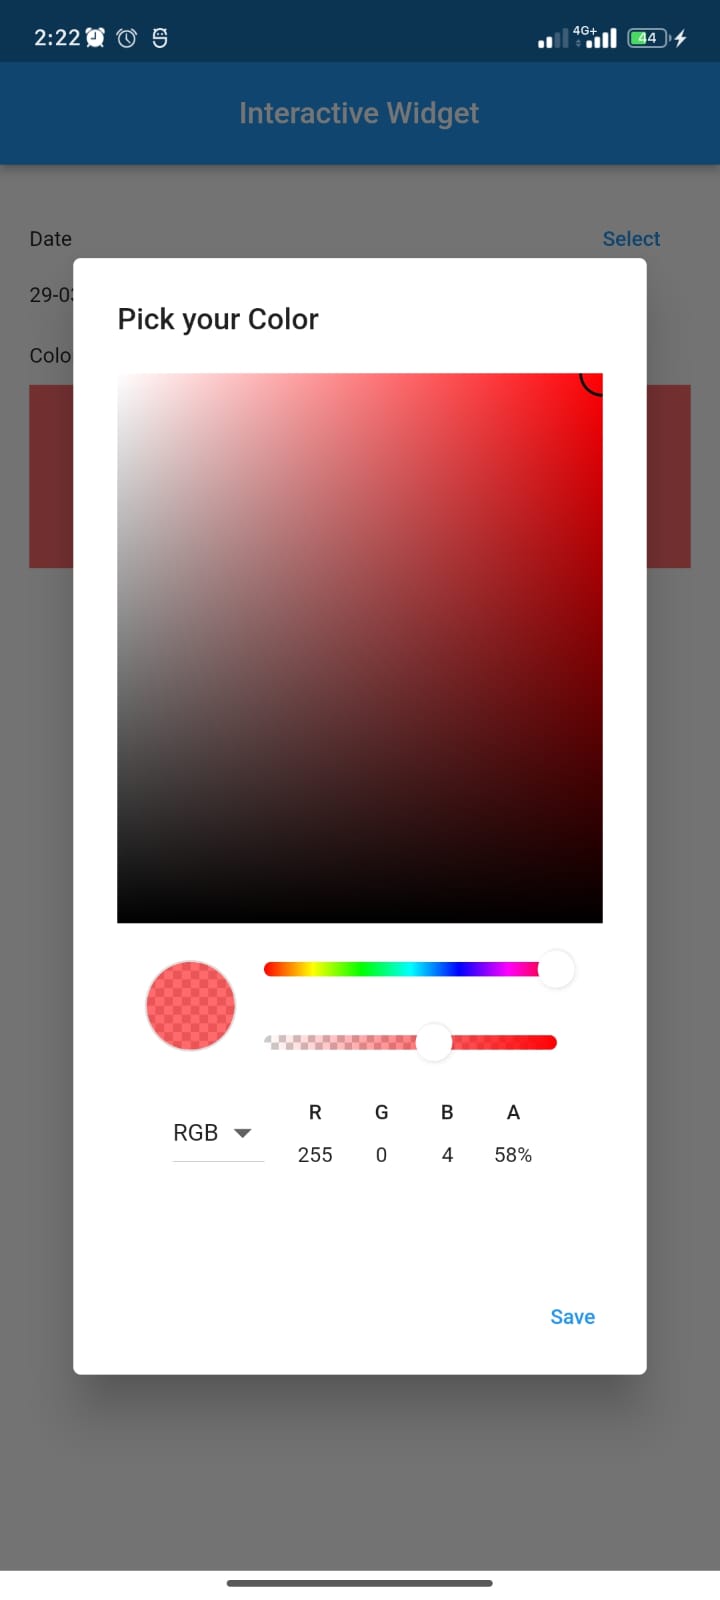 2:22 4G+ 44
Interactive Widget
Date Select
29-03
Colo
Pick your Color
R G B A
RGB
255 0 4 58%
Save